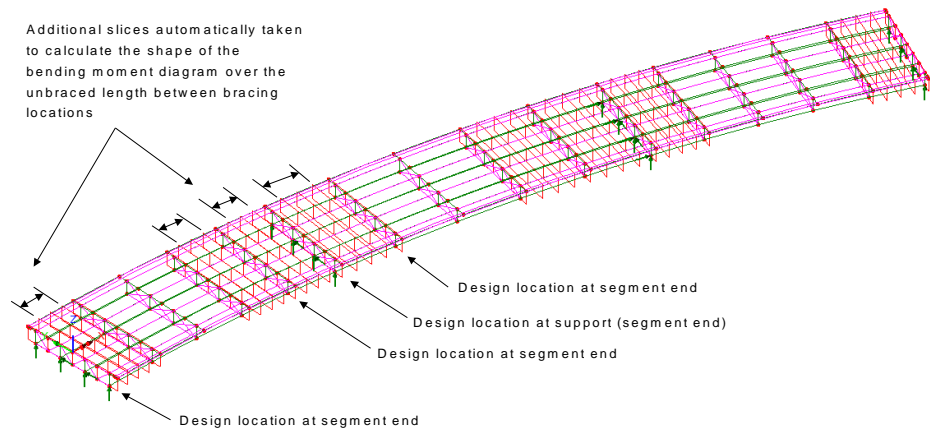 Additional slices automatically taken
to calculate the shape of the
bending moment diagram over the
unbraced length between bracing
locations
Z
Design location at segment end
Design location at support (segment end)
Design location at segment end
Design location at segment end